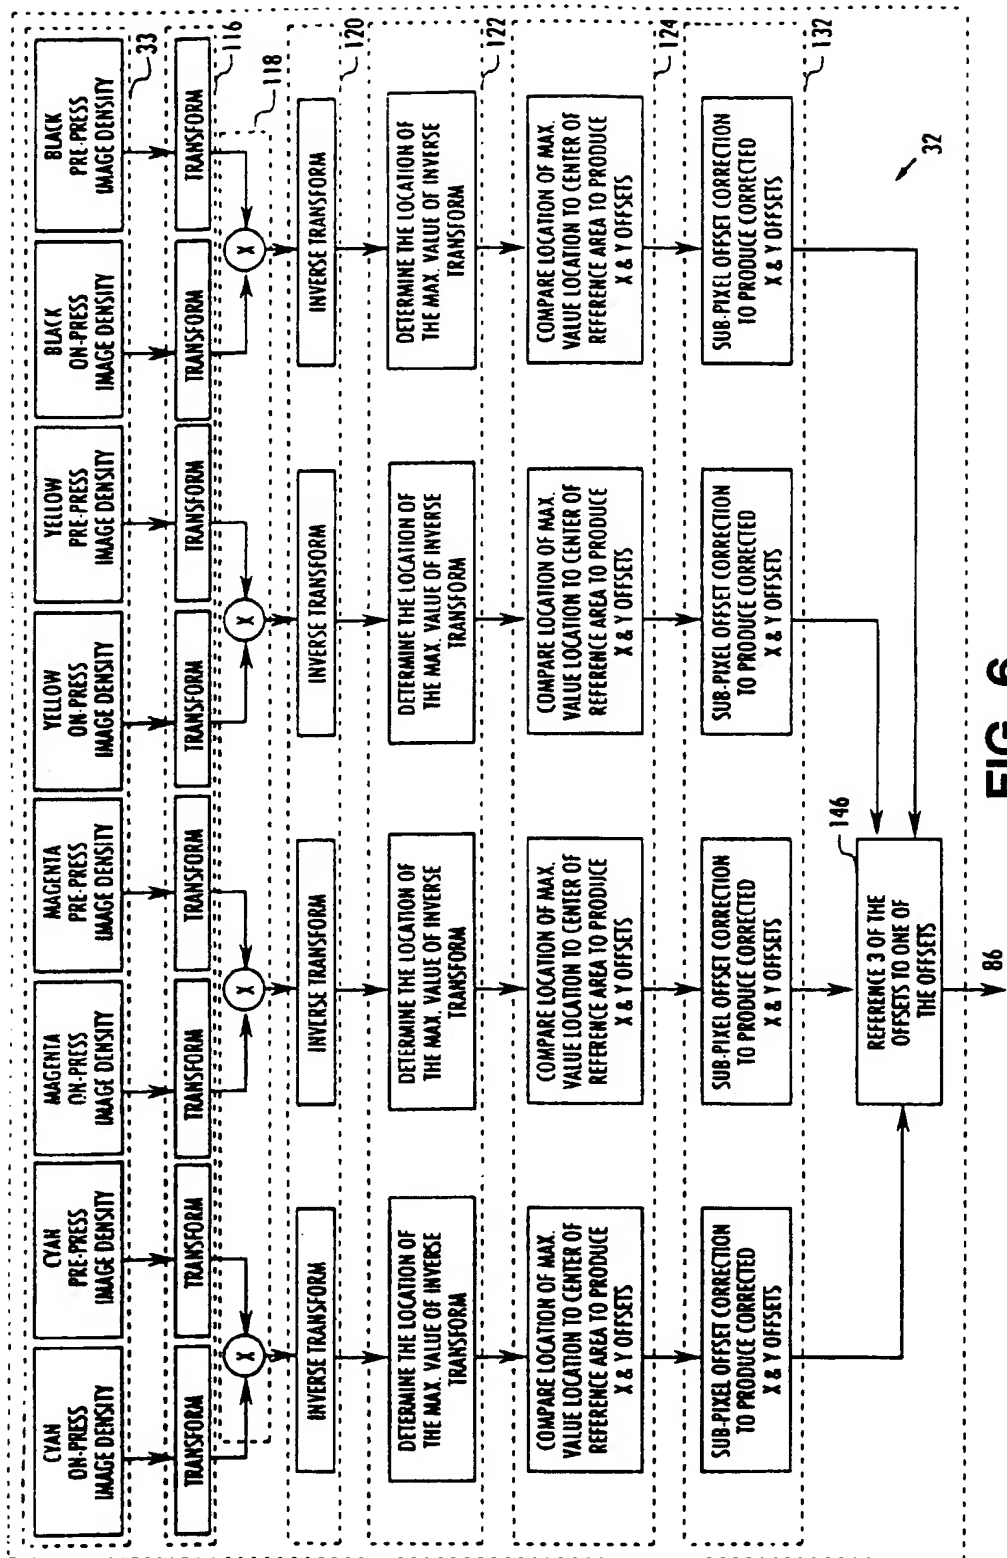 CYAN
ON-PRESS
IMAGE DENSITY
CYAN
PRE-PRESS
IMAGE DENSITY
MAGENTA
ON-PRESS
IMAGE DENSITY
MAGENTA
PRE-PRESS
IMAGE DENSITY
YELLOW
ON-PRESS
IMAGE DENSITY
YELLOW
PRE-PRESS
IMAGE DENSITY
BLACK
ON-PRESS
IMAGE DENSITY
BLACK
PRE-PRESS
IMAGE DENSITY
33
TRANSFORM
TRANSFORM
TRANSFORM
TRANSFORM
TRANSFORM
TRANSFORM
TRANSFORM
TRANSFORM
116
X
X
X
X
118
INVERSE TRANSFORM
INVERSE TRANSFORM
INVERSE TRANSFORM
INVERSE TRANSFORM
120
DETERMINE THE LOCATION OF
THE MAX. VALUE OF INVERSE
TRANSFORM
DETERMINE THE LOCATION OF
THE MAX. VALUE OF INVERSE
TRANSFORM
DETERMINE THE LOCATION OF
THE MAX. VALUE OF INVERSE
TRANSFORM
DETERMINE THE LOCATION OF
THE MAX. VALUE OF INVERSE
TRANSFORM
122
COMPARE LOCATION OF MAX.
VALUE LOCATION TO CENTER OF
REFERENCE AREA TO PRODUCE
X & Y OFFSETS
COMPARE LOCATION OF MAX.
VALUE LOCATION TO CENTER OF
REFERENCE AREA TO PRODUCE
X & Y OFFSETS
COMPARE LOCATION OF MAX.
VALUE LOCATION TO CENTER OF
REFERENCE AREA TO PRODUCE
X & Y OFFSETS
COMPARE LOCATION OF MAX.
VALUE LOCATION TO CENTER OF
REFERENCE AREA TO PRODUCE
X & Y OFFSETS
124
SUB-PIXEL OFFSET CORRECTION
TO PRODUCE CORRECTED
X & Y OFFSETS
SUB-PIXEL OFFSET CORRECTION
TO PRODUCE CORRECTED
X & Y OFFSETS
SUB-PIXEL OFFSET CORRECTION
TO PRODUCE CORRECTED
X & Y OFFSETS
SUB-PIXEL OFFSET CORRECTION
TO PRODUCE CORRECTED
X & Y OFFSETS
132
REFERENCE 3 OF THE
OFFSETS TO ONE OF
THE OFFSETS
146
32
86
FIG. 6